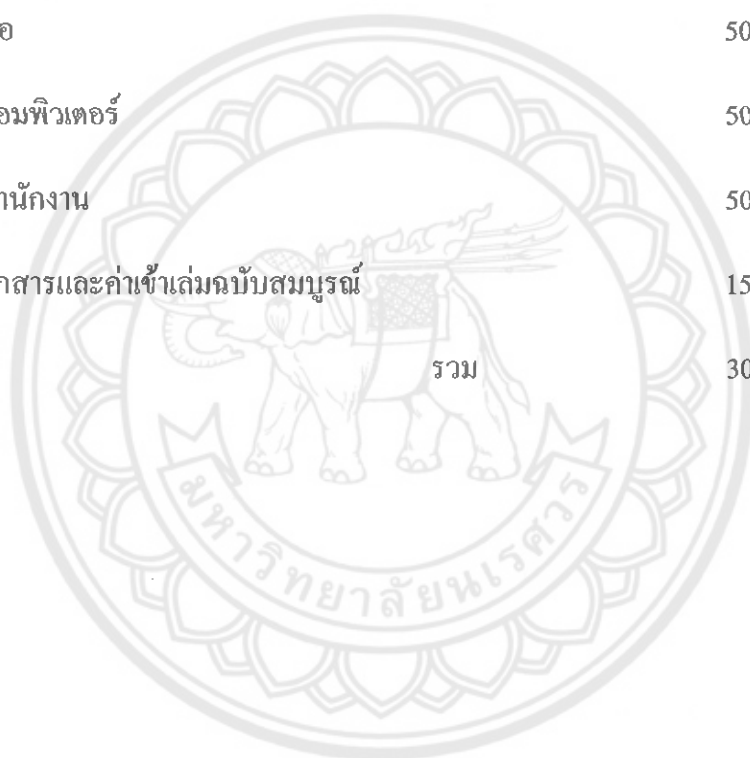 อ 50
อมพิวเตอร์ 50
านักงาน 50
กสารและค่าเข้าเล่มฉบับสมบูรณ์ 15
รวม 30
มหาวิทยาลัยนเรศวร